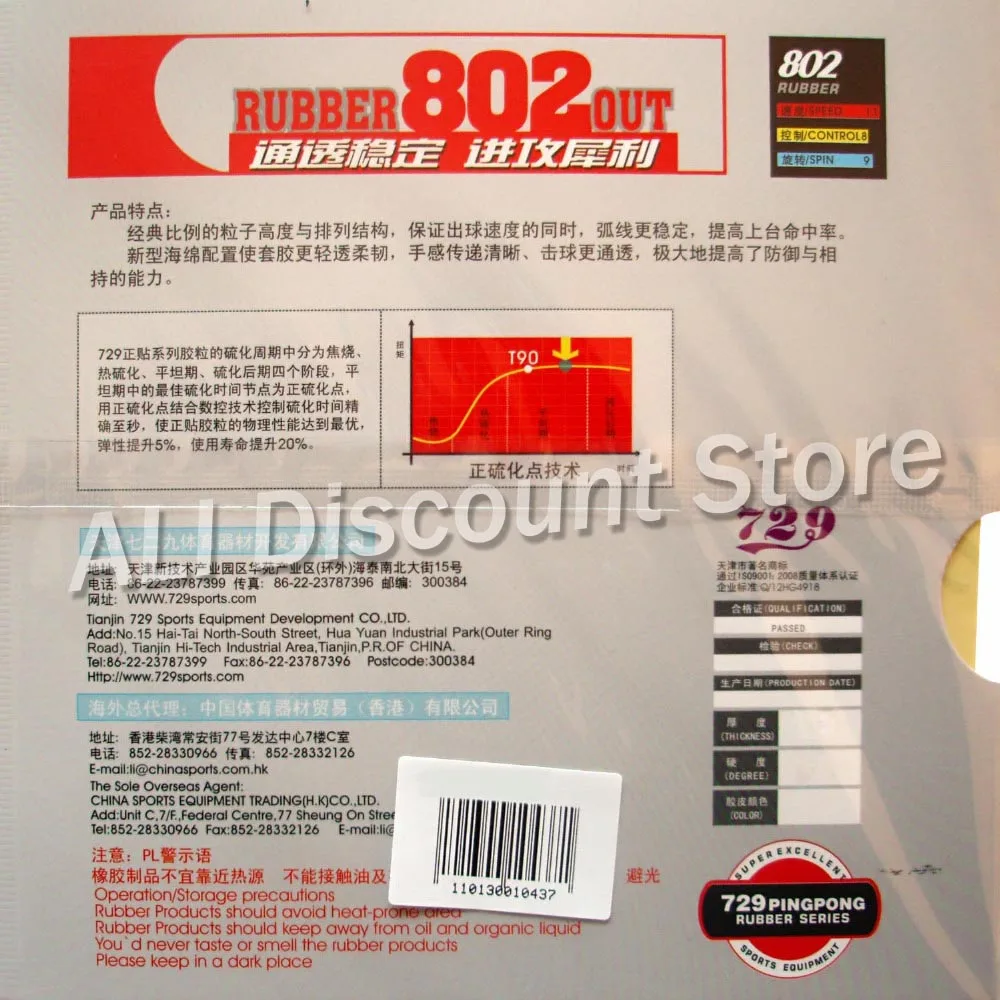 RUBBER 802 OUT
通透稳定 进攻犀利
802
RUBBER
速度/SPEED 11
控制/CONTROL8
旋转/SPIN 9
产品特点：
经典比例的粒子高度与排列结构，保证出球速度的同时，弧线更稳定，提高上台命中率。
新型海绵配置使套胶更轻透柔韧，手感传递清晰、击球更通透，极大地提高了防御与相
持的能力。
729正贴系列胶粒的硫化周期中分为焦烧、
热硫化、平坦期、硫化后期四个阶段，平
坦期中的最佳硫化时间节点为正硫化点，
用正硫化点结合数控技术控制硫化时间精
确至秒，使正贴胶粒的物理性能达到最优，
弹性提升5%，使用寿命提升20%。
扭矩
T90
时间
正硫化点技术
ALI Discount Store
天津七二九体育器材开发有限公司
地址：天津新技术产业园区华苑产业区(环外)海泰南北大街15号
电话：86-22-23787399 传真：86-22-23787396 邮编：300384
网址：WWW.729sports.com
Tianjin 729 Sports Equipment Development CO.,LTD.
Add:No.15 Hai-Tai North-South Street, Hua Yuan Industrial Park(Outer Ring
Road), Tianjin Hi-Tech Industrial Area,Tianjin,P.R.OF CHINA.
Tel:86-22-23787399 Fax:86-22-23787396 Postcode:300384
Http://www.729sports.com
海外总代理：中国体育器材贸易（香港）有限公司
地址：香港柴湾常安街77号发达中心7楼C室
电话：852-28330966 传真：852-28332126
E-mail:li@chinasports.com.hk
The Sole Overseas Agent:
CHINA SPORTS EQUIPMENT TRADING(H.K)CO.,LTD.
Add:Unit C,7/F.,Federal Centre,77 Sheung On Stre
Tel:852-28330966 Fax:852-28332126 E-mail:li@
注意：PL警示语
橡胶制品不宜靠近热源 不能接触油及 避光
Operation/Storage precautions
Rubber Products should avoid heat-prone area
Rubber Products should keep away from oil and organic liquid
You`d never taste or smell the rubber products
Please keep in a dark place
110130010437
729
天津市著名商标
通过ISO9001: 2008质量体系认证
企业标准:Q/12HG4918
合格证(QUALIFICATION)
PASSED
检验(CHECK)
生产日期(PRODUCTION DATE)
厚度
(THICKNESS)
硬度
(DEGREE)
胶皮颜色
(COLOR)
SUPER EXCELLENT
729PINGPONG
RUBBER SERIES
SPORTS EQUIPMENT